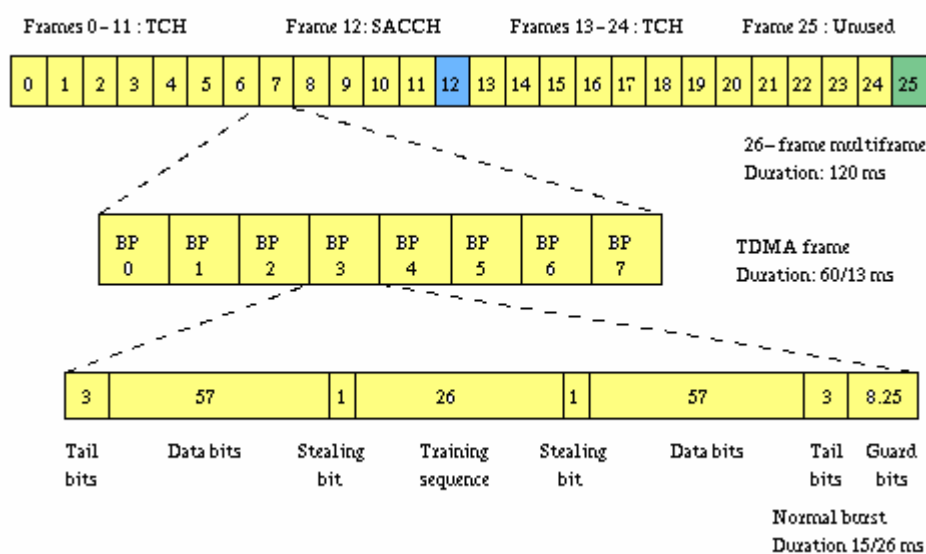 Frames 0–11 : TCH Frame 12: SACCH Frames 13–24 : TCH Frame 25 : Unused
0 1 2 3 4 5 6 7 8 9 10 11 12 13 14 15 16 17 18 19 20 21 22 23 24 25
26–frame multiframe
Duration: 120 ms
BP BP BP BP BP BP BP BP
0 1 2 3 4 5 6 7
TDMA frame
Duration: 60/13 ms
3 57 1 26 1 57 3 8.25
Tail Data bits Stealing Training Stealing Data bits Tail Guard
bits bit sequence bit bits bits
Normal burst
Duration 15/26 ms